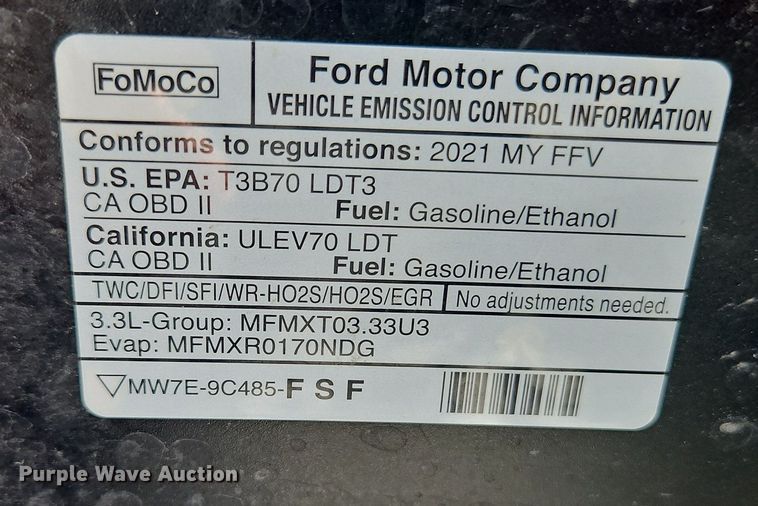 FoMoCo
Ford Motor Company
VEHICLE EMISSION CONTROL INFORMATION
Conforms to regulations: 2021 MY FFV
U.S. EPA: T3B70 LDT3
CA OBD II Fuel: Gasoline/Ethanol
California: ULEV70 LDT
CA OBD II Fuel: Gasoline/Ethanol
TWC/DFI/SFI/WR-HO2S/HO2S/EGR No adjustments needed.
3.3L-Group: MFMXT03.33U3
Evap: MFMXR0170NDG
MW7E-9C485-F S F
Purple Wave Auction